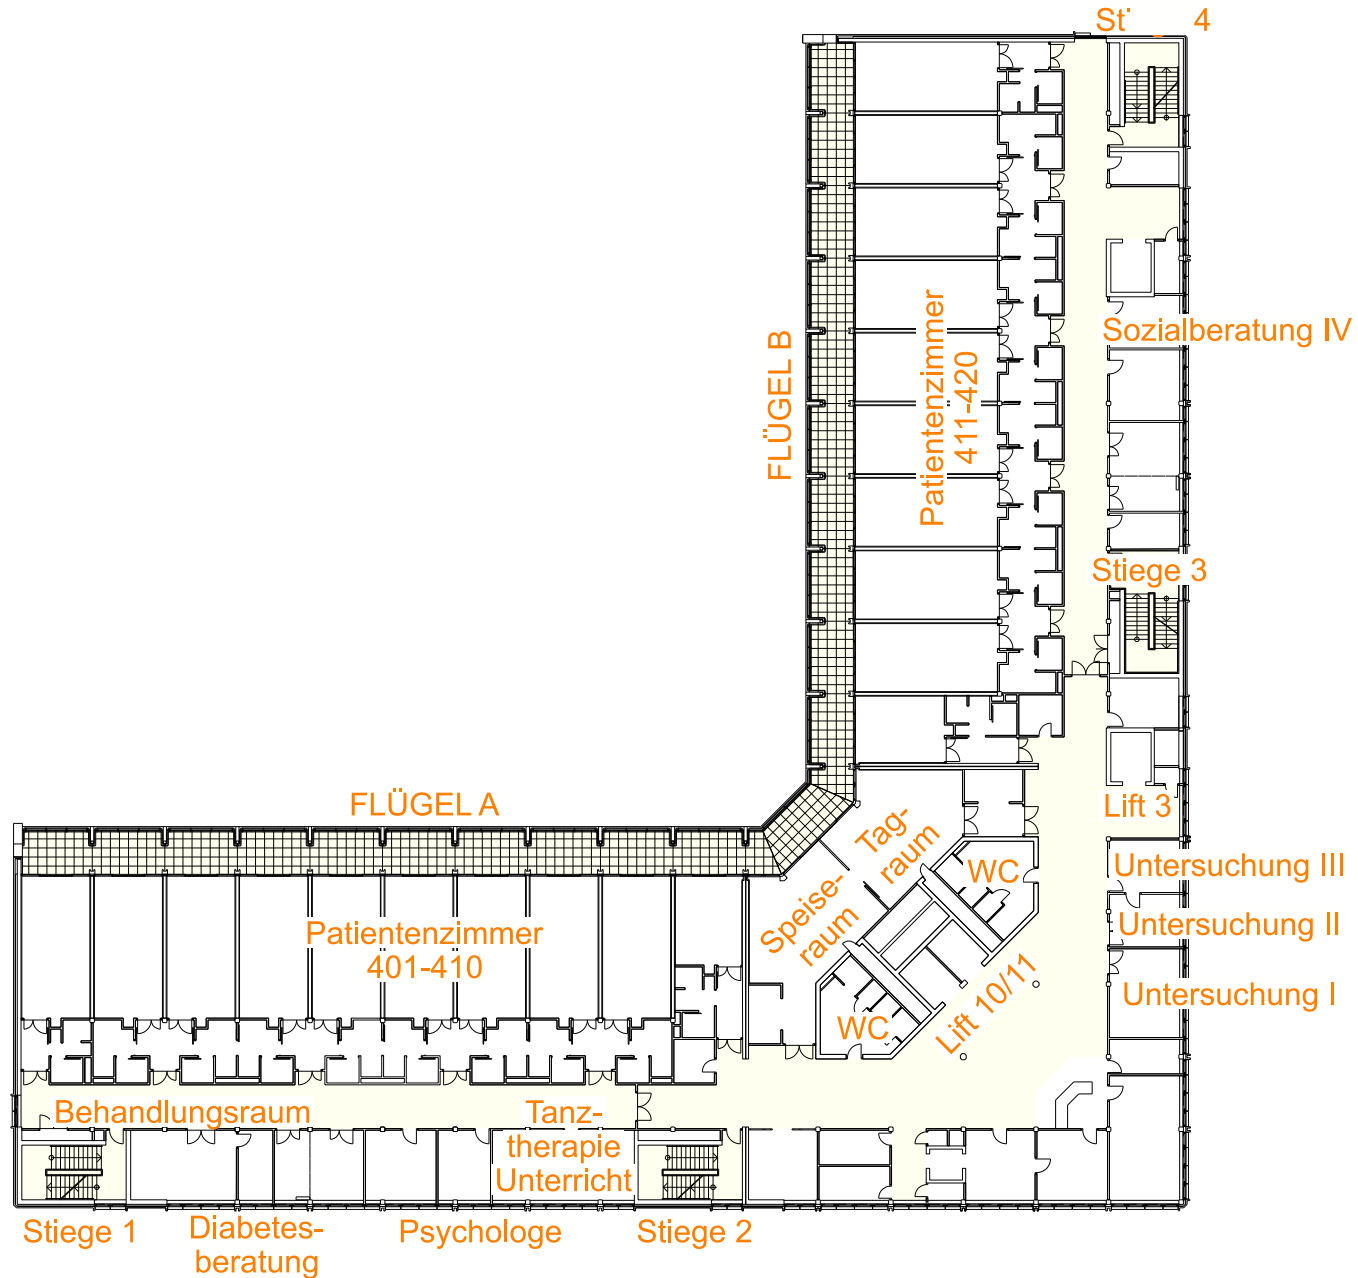 4
Sozialberatung IV
FLÜGEL B
Patientenzimmer
411-420
Stiege 3
FLÜGEL A
Lift 3
Tag-
raum
WC
Untersuchung III
Speise-
raum
Untersuchung II
Patientenzimmer
401-410
Untersuchung I
Lift 10/11
WC
Behandlungsraum
Tanz-
therapie
Unterricht
Stiege 1
Diabetes-
beratung
Psychologe
Stiege 2